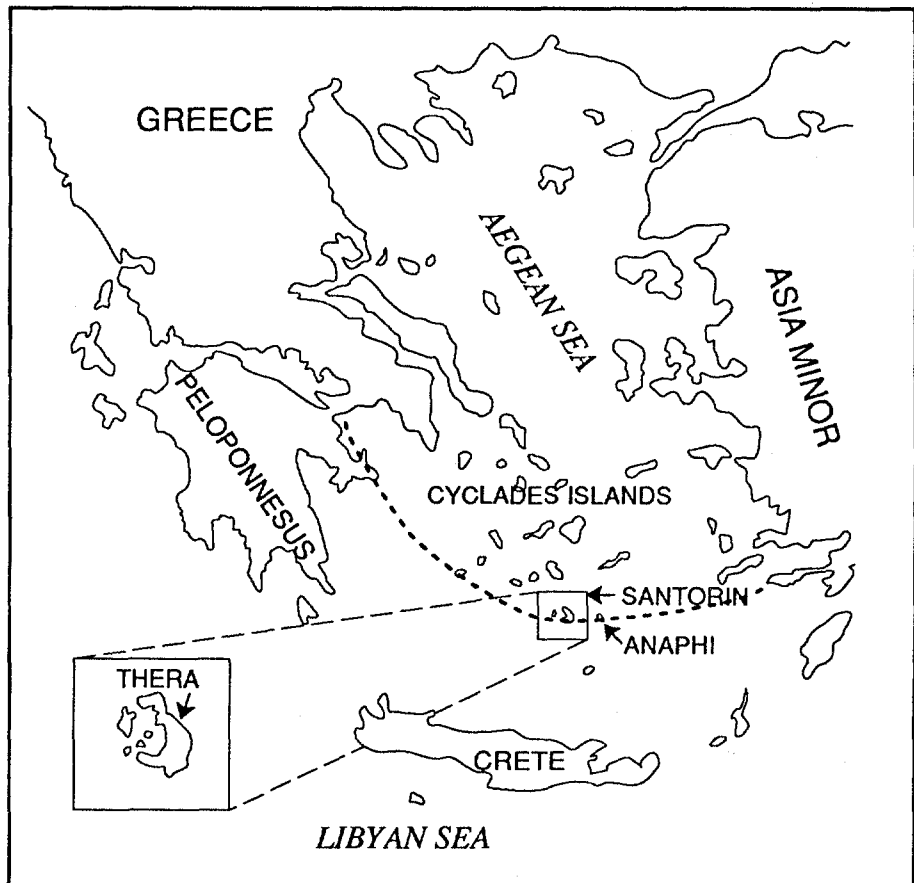 GREECE
AEGEAN SEA
ASIA MINOR
PELOPONNESUS
CYCLADES ISLANDS
SANTORIN
ANAPHI
THERA
CRETE
LIBYAN SEA